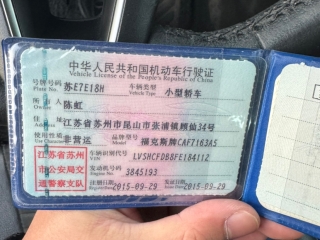 中华人民共和国机动车行驶证
Vehicle License of the People's Republic of China
号牌号码 苏E7E18H 车辆类型 小型轿车
Plate No. Vehicle Type
所有人 陈虹
Owner
住址 江苏省苏州市昆山市张浦镇顾仙34号
Address
使用性质 非营运 品牌型号 福克斯牌CAF7163A5
Use Character Model
江苏省苏州
市公安局交
通警察支队
车辆识别代号 LVSHCFDB8FE184112
VIN
发动机号码 3845193
Engine No.
注册日期 2015-09-29 发证日期 2015-09-29
Register Date Issue Date